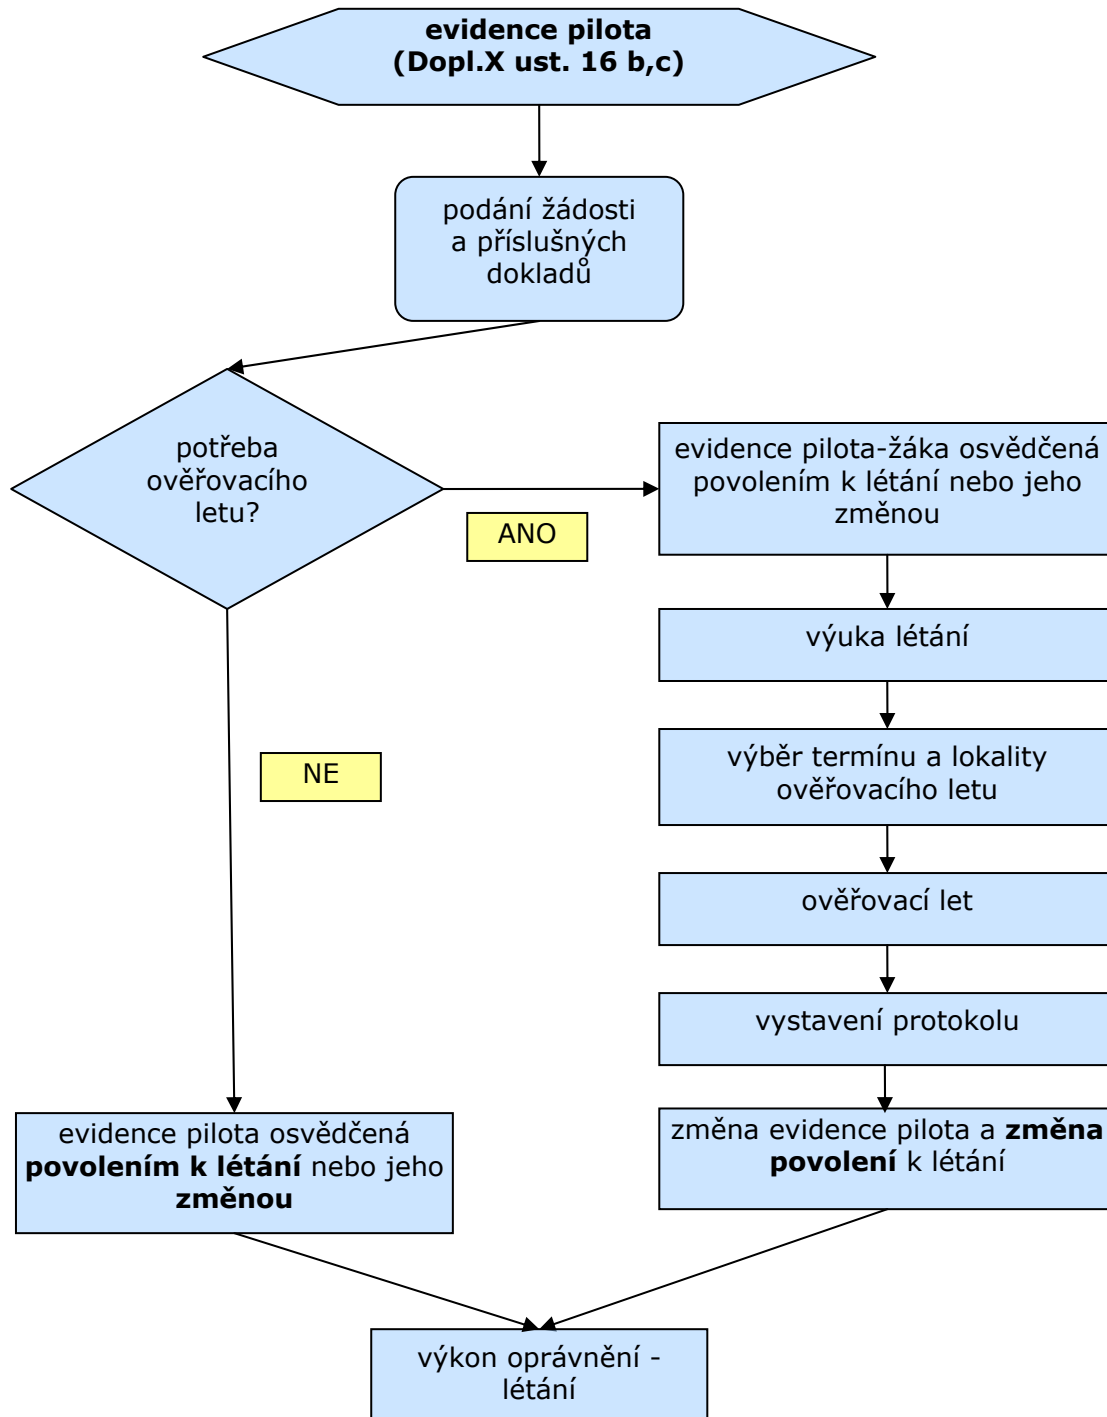 evidence pilota
(Dopl.X ust. 16 b,c)
podání žádosti
a příslušných
dokladů
potřeba
ověřovacího
letu?
ANO
evidence pilota-žáka osvědčená
povolením k létání nebo jeho
změnou
výuka létání
výběr termínu a lokality
ověřovacího letu
NE
ověřovací let
vystavení protokolu
změna evidence pilota a změna
povolení k létání
evidence pilota osvědčená
povolením k létání nebo jeho
změnou
výkon oprávnění -
létání